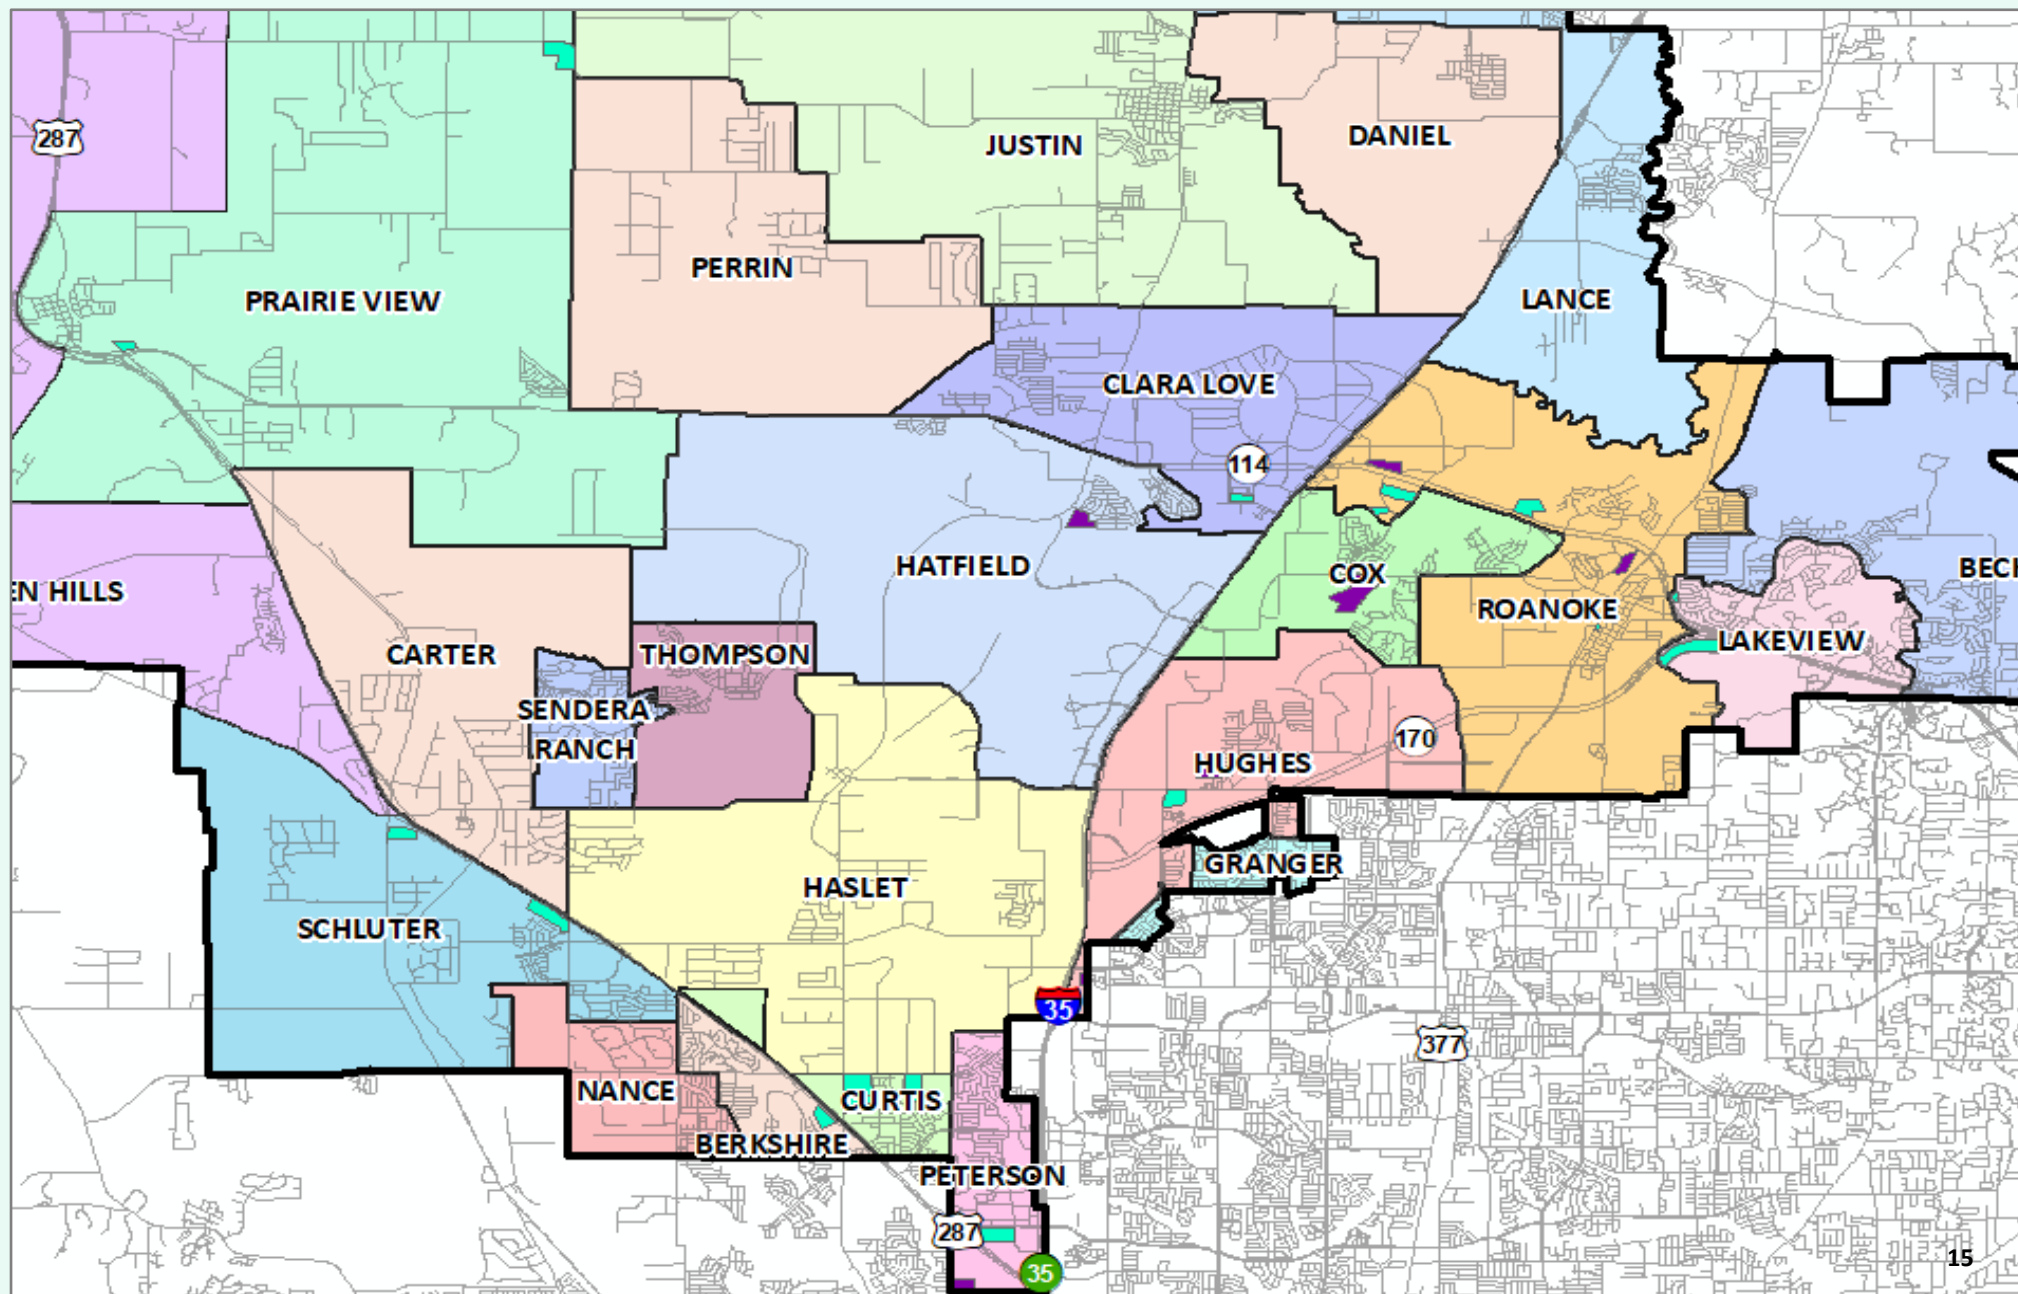 287
JUSTIN
DANIEL
PERRIN
PRAIRIE VIEW
LANCE
CLARA LOVE
114
HATFIELD
COX
BECK
EN HILLS
ROANOKE
CARTER
THOMPSON
LAKEVIEW
SENDERA
RANCH
170
HUGHES
GRANGER
HASLET
SCHLUTER
35
377
NANCE
CURTIS
BERKSHIRE
PETERSON
287
35
15